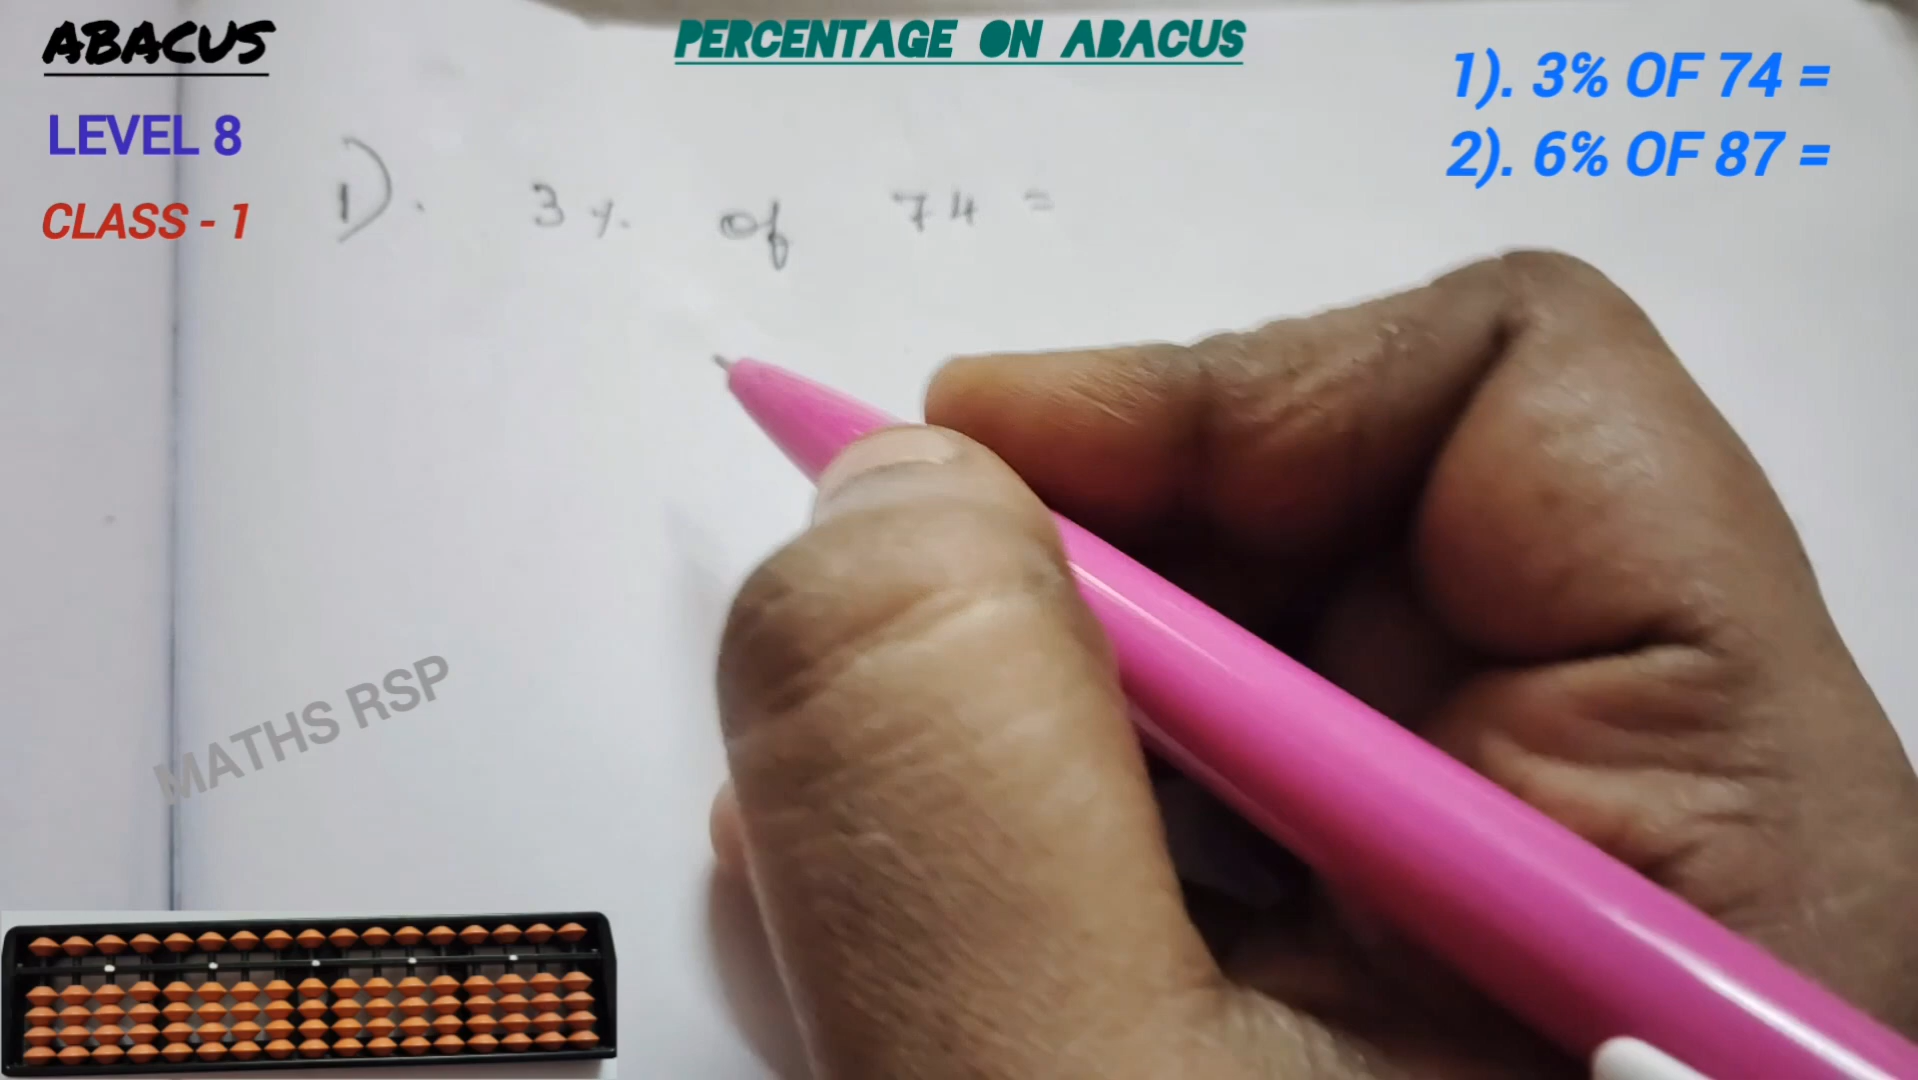 ABACUS
PERCENTAGE ON ABACUS
LEVEL 8
CLASS - 1
1). 3% OF 74 =
2). 6% OF 87 =
1). 3%. of 74 =
MATHS RSP